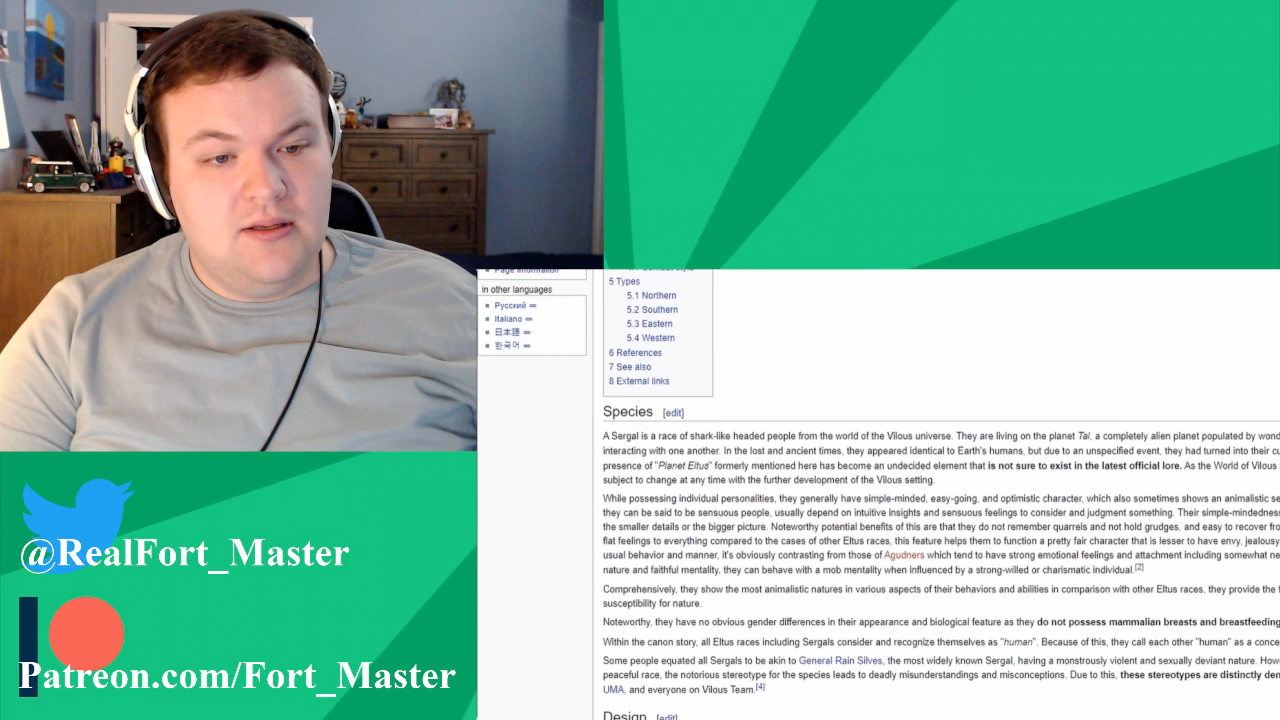 Page information
in other languages
Русский
Italiano
日本語
한국어
5 Types
5.1 Northern
5.2 Southern
5.3 Eastern
5.4 Western
6 References
7 See also
8 External links
Species [edit]
A Sergal is a race of shark-like headed people from the world of the Vilous universe. They are living on the planet Tal, a completely alien planet populated by
interacting with one another. In the lost and ancient times, they appeared identical to Earth's humans, but due to an unspecified event, they had turned into their
presence of "Planet Eltus" formerly mentioned here has become an undecided element that is not sure to exist in the latest official lore. As the World of Vilous
subject to change at any time with the further development of the Vilous setting.
While possessing individual personalities, they generally have simple-minded, easy-going, and optimistic character, which also sometimes shows an animalistic
they can be said to be sensuous people, usually depend on intuitive insights and sensuous feelings to consider and judgment something. Their simple-mindedness
the smaller details or the bigger picture. Noteworthy potential benefits of this are that they do not remember quarrels and not hold grudges, and easy to recover
flat feelings to everything compared to the cases of other Eltus races, this feature helps them to function a pretty fair character that is lesser to have envy, jealousy
usual behavior and manner, it's obviously contrasting from those of Agudners which tend to have strong emotional feelings and attachment including somewhat
nature and faithful mentality, they can behave with a mob mentality when influenced by a strong-willed or charismatic individual.[2]
Comprehensively, they show the most animalistic natures in various aspects of their behaviors and abilities in comparison with other Eltus races, they provide the
susceptibility for nature.
Noteworthy, they have no obvious gender differences in their appearance and biological feature as they do not possess mammalian breasts and breastfeeding
Within the canon story, all Eltus races including Sergals consider and recognize themselves as "human". Because of this, they call each other "human" as a
Some people equated all Sergals to be akin to General Rain Silves, the most widely known Sergal, having a monstrously violent and sexually deviant nature.
peaceful race, the notorious stereotype for the species leads to deadly misunderstandings and misconceptions. Due to this, these stereotypes are distinctly
UMA, and everyone on Vilous Team.[4]
Design [edit]
@RealFort_Master
Patreon.com/Fort_Master